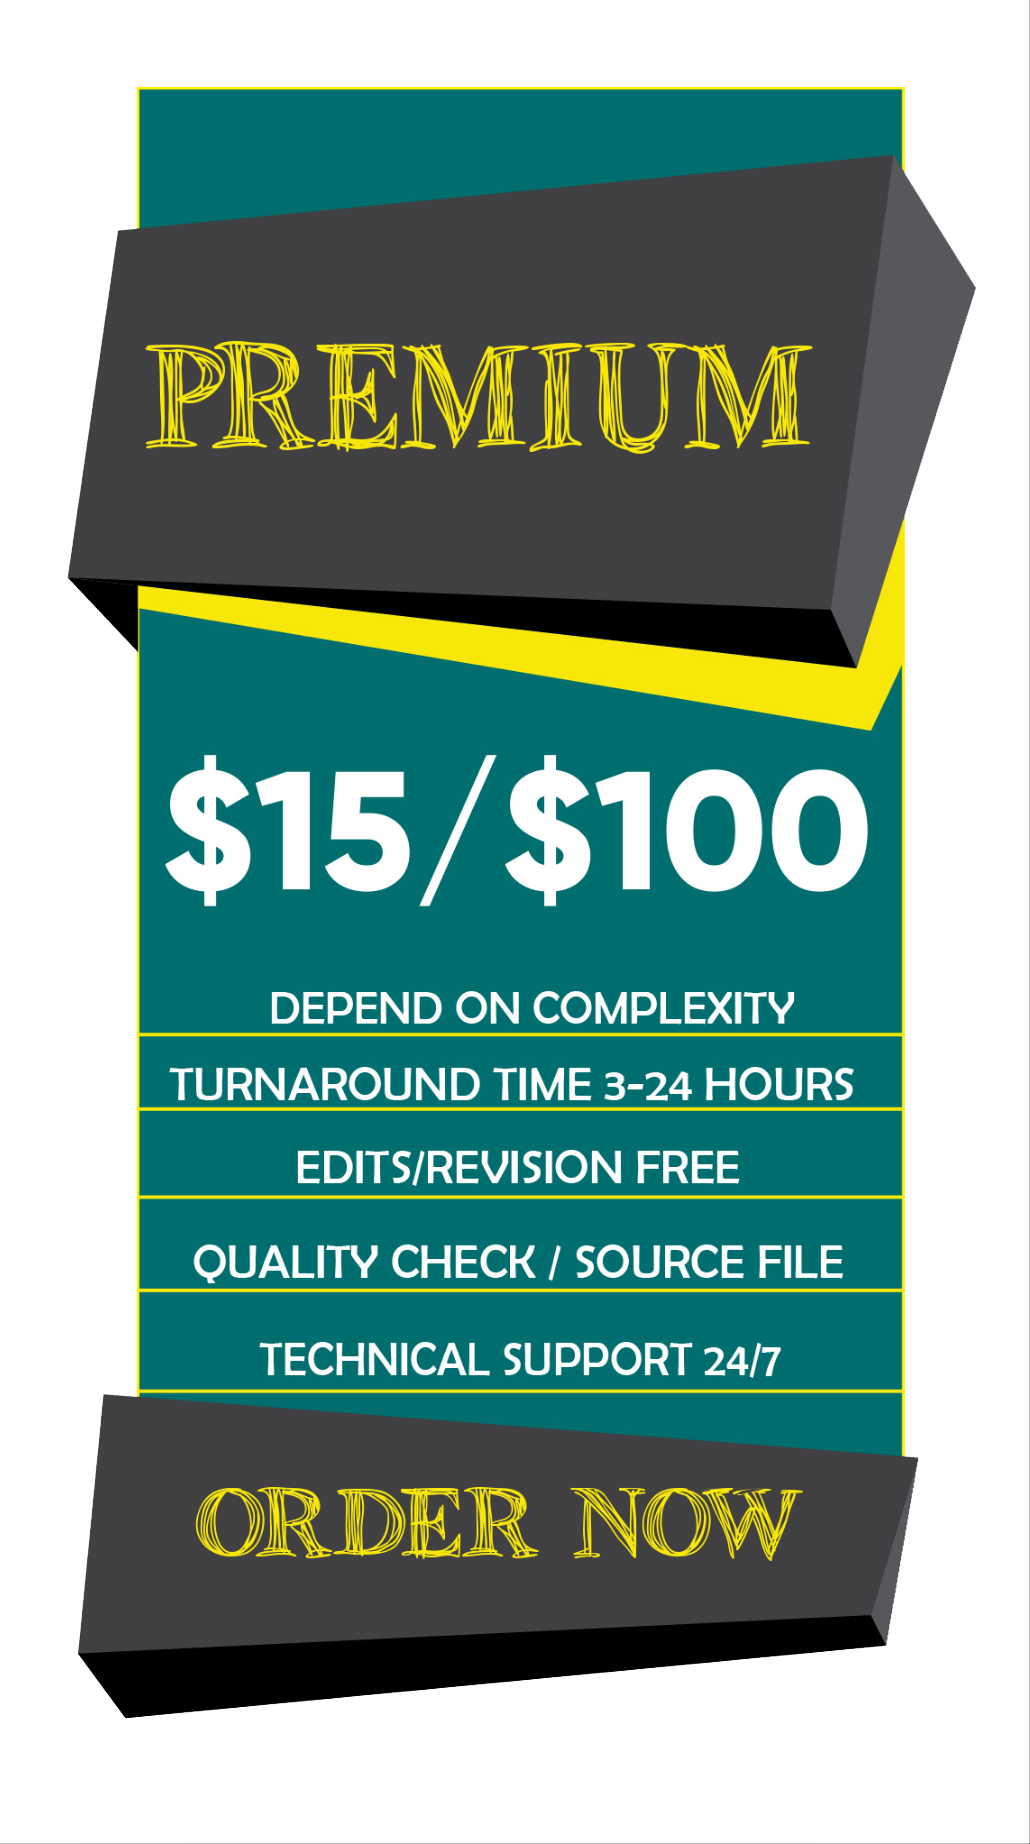 PREMIUM
$15/$100
DEPEND ON COMPLEXITY
TURNAROUND TIME 3-24 HOURS
EDITS/REVISION FREE
QUALITY CHECK / SOURCE FILE
TECHNICAL SUPPORT 24/7
ORDER NOW